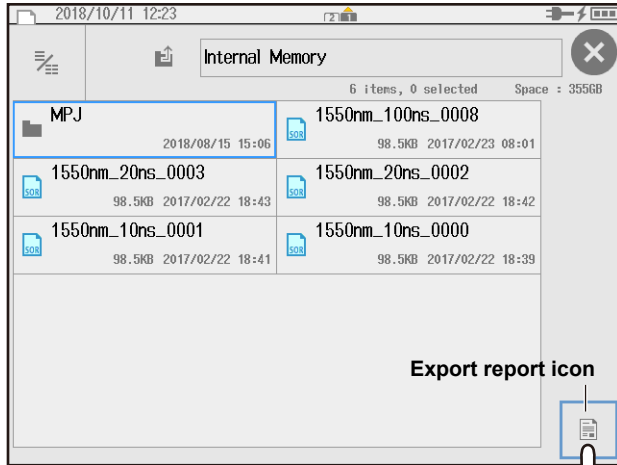 2018/10/11 12:23
2 1
Internal Memory
6 items, 0 selected Space : 355GB
MPJ
2018/08/15 15:06
SOR
1550nm_100ns_0008
98.5KB 2017/02/23 08:01
SOR
1550nm_20ns_0003
98.5KB 2017/02/22 18:43
SOR
1550nm_20ns_0002
98.5KB 2017/02/22 18:42
SOR
1550nm_10ns_0001
98.5KB 2017/02/22 18:41
SOR
1550nm_10ns_0000
98.5KB 2017/02/22 18:39
Export report icon